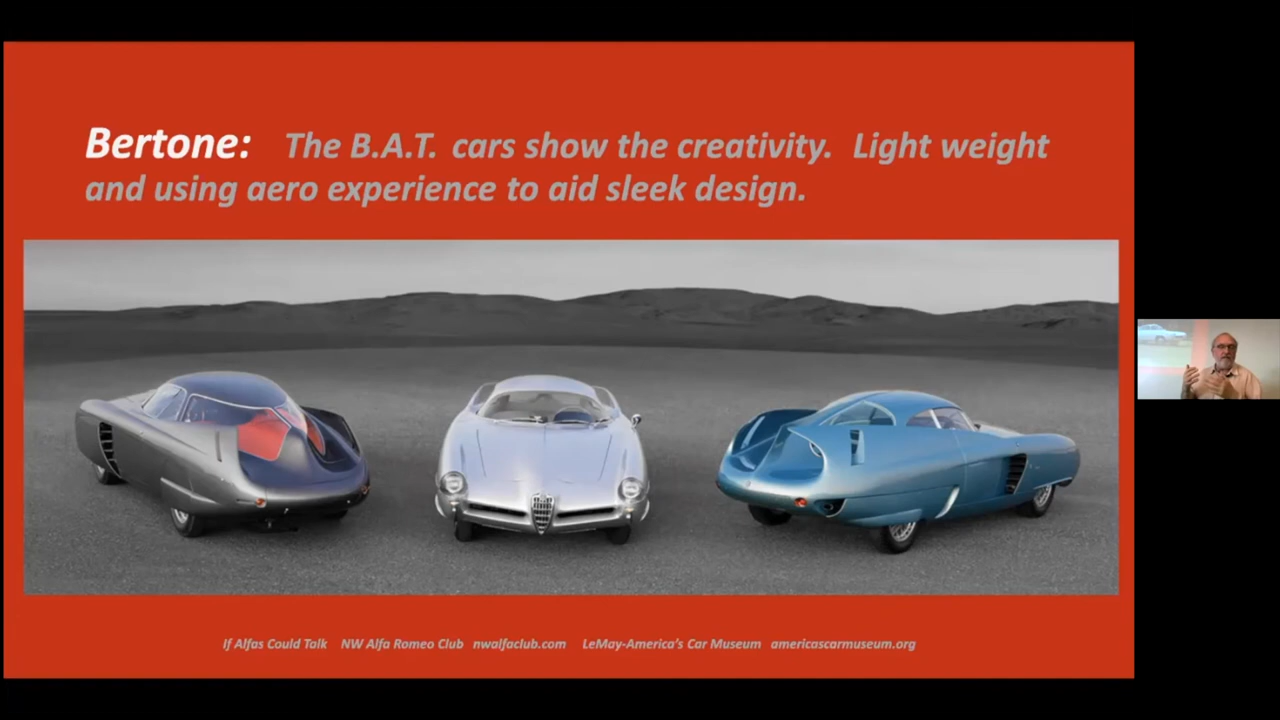 Bertone: The B.A.T. cars show the creativity. Light weight
and using aero experience to aid sleek design.
If Alfas Could Talk NW Alfa Romeo Club nwalfaclub.com LeMay-America's Car Museum americascarmuseum.org